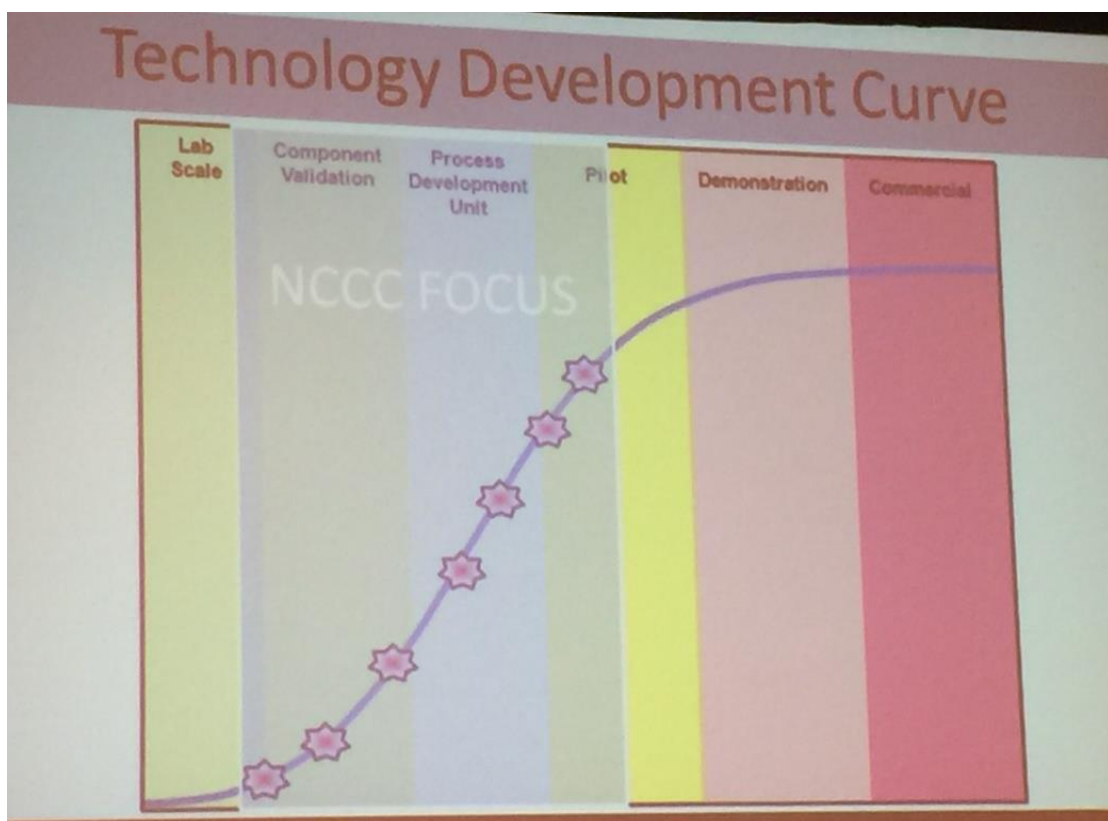 Technology Development Curve
Lab
Scale
Component
Validation
Process
Development
Unit
Pilot
Demonstration
Commercial
NCCC FOCUS